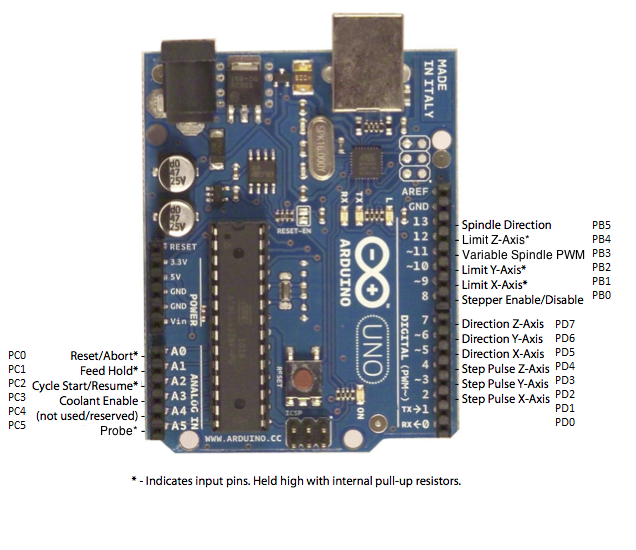 MADE
IN ITALY
47
25V
47
25V
RX
TX
L
RESET-EN
AREF
GND
13 Spindle Direction PB5
12 Limit Z-Axis* PB4
~11 Variable Spindle PWM PB3
~10 Limit Y-Axis* PB2
~9 Limit X-Axis* PB1
8 Stepper Enable/Disable PB0
7 Direction Z-Axis PD7
~6 Direction Y-Axis PD6
~5 Direction X-Axis PD5
4 Step Pulse Z-Axis PD4
~3 Step Pulse Y-Axis PD3
2 Step Pulse X-Axis PD2
TX→1 PD1
RX←0 PD0
DIGITAL (PWM~)
ARDUINO
UNO
RESET
3.3V
5V
GND
GND
Vin
POWER
PC0 Reset/Abort* A0
PC1 Feed Hold* A1
PC2 Cycle Start/Resume* A2
PC3 Coolant Enable A3
PC4 (not used/reserved) A4
PC5 Probe* A5
ANALOG IN
RESET
ICSP
ON
WWW.ARDUINO.CC
* - Indicates input pins. Held high with internal pull-up resistors.